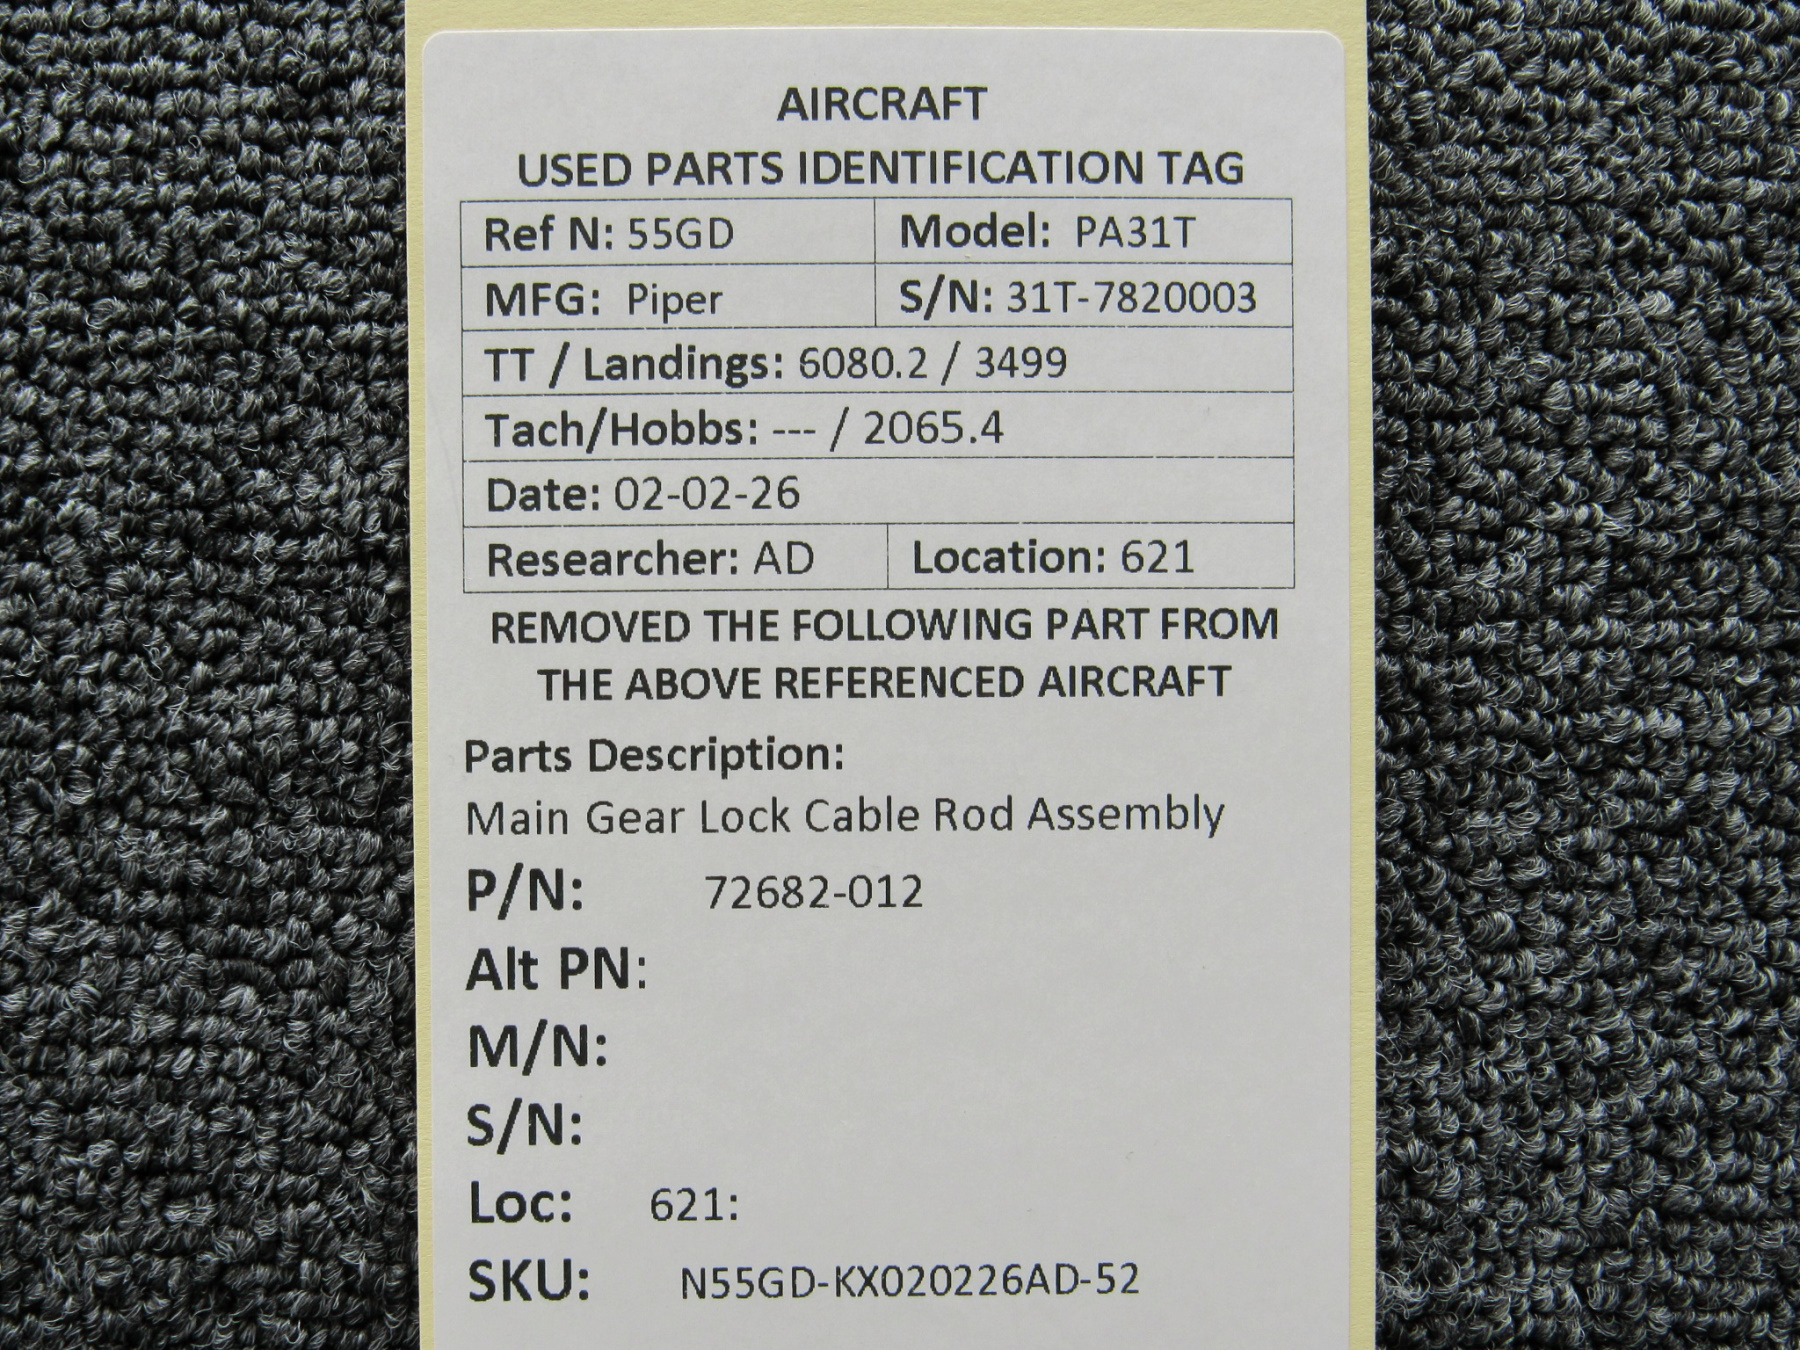 AIRCRAFT
USED PARTS IDENTIFICATION TAG
Ref N: 55GD Model: PA31T
MFG: Piper S/N: 31T-7820003
TT / Landings: 6080.2 / 3499
Tach/Hobbs: --- / 2065.4
Date: 02-02-26
Researcher: AD Location: 621
REMOVED THE FOLLOWING PART FROM
THE ABOVE REFERENCED AIRCRAFT
Parts Description:
Main Gear Lock Cable Rod Assembly
P/N: 72682-012
Alt PN:
M/N:
S/N:
Loc: 621:
SKU: N55GD-KX020226AD-52